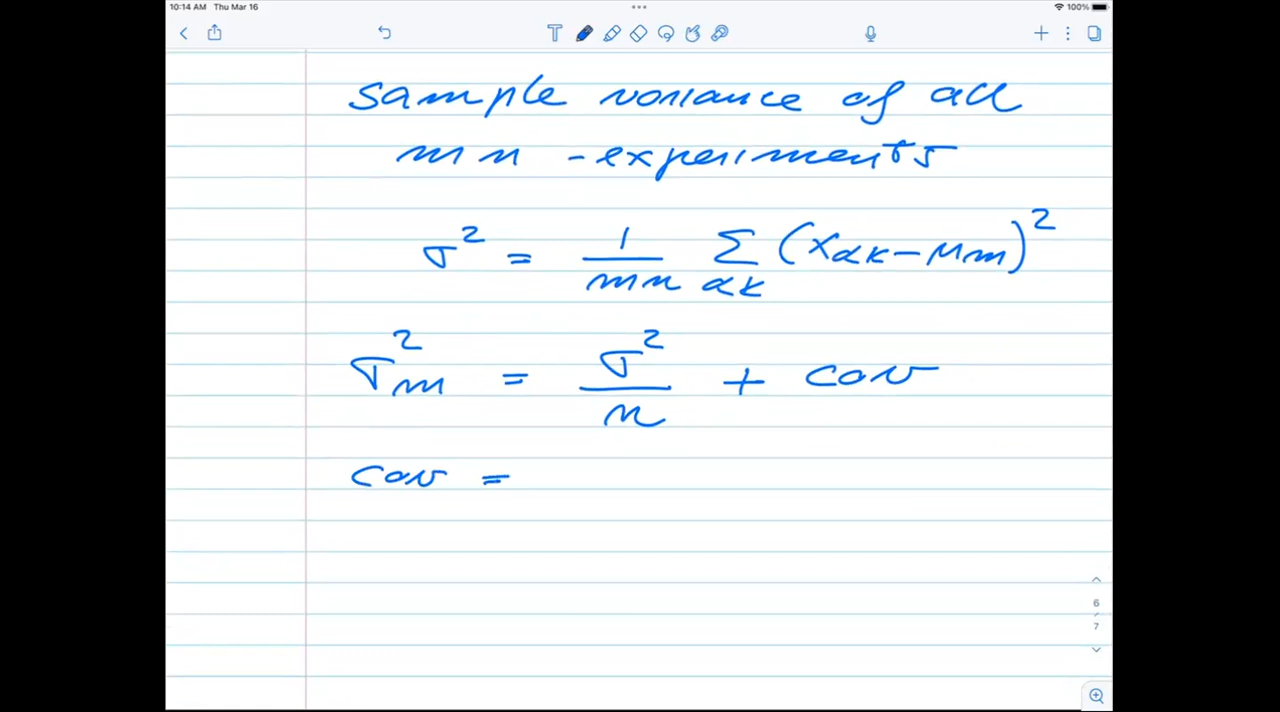 10:14 AM Thu Mar 16
100%
sample variance of all
mn - experiments
σ² = 1/mn Σ_αk (x_αk - μ_m)²
σ_m² = σ²/n + cov
cov =
6
7